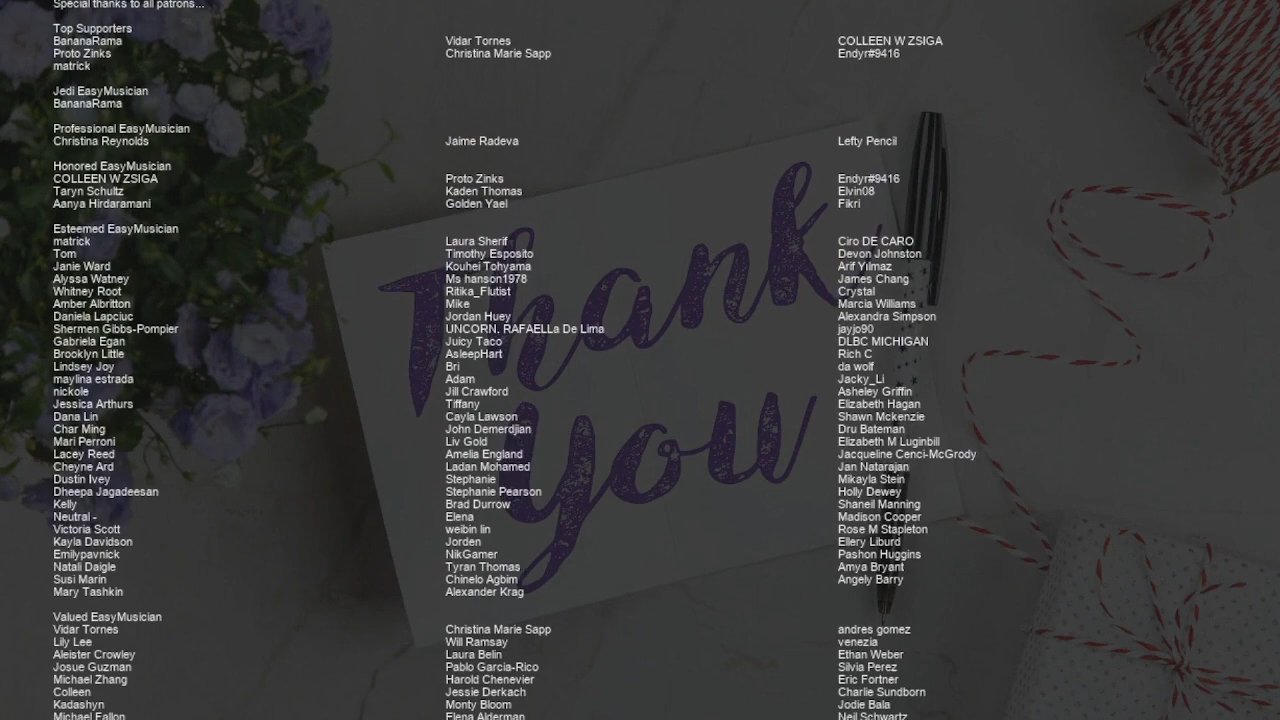 Special thanks to all patrons...
Top Supporters
BananaRama Vidar Tornes COLLEEN W ZSIGA
Proto Zinks Christina Marie Sapp Endyr#9416
matrick
Jedi EasyMusician
BananaRama
Professional EasyMusician
Christina Reynolds Jaime Radeva Lefty Pencil
Honored EasyMusician
COLLEEN W ZSIGA Proto Zinks Endyr#9416
Taryn Schultz Kaden Thomas Elvin08
Aanya Hirdaramani Golden Yael Fikri
Esteemed EasyMusician
matrick Laura Sherif Ciro DE CARO
Tom Timothy Esposito Devon Johnston
Janie Ward Kouhei Tohyama Arif Yılmaz
Alyssa Watney Ms hanson1978 James Chang
Whitney Root Ritika_Flutist Crystal
Amber Albritton Mike Marcia Williams
Daniela Lapciuc Jordan Huey Alexandra Simpson
Shermen Gibbs-Pompier UNCORN. RAFAELLa De Lima jayjo90
Gabriela Egan Juicy Taco DLBC MICHIGAN
Brooklyn Little AsleepHart Rich C
Lindsey Joy Bri da wolf
maylina estrada Adam Jacky_Li
nickole Jill Crawford Asheley Griffin
Jessica Arthurs Tiffany Elizabeth Hagan
Dana Lin Cayla Lawson Shawn Mckenzie
Char Ming John Demerdjian Dru Bateman
Mari Perroni Liv Gold Elizabeth M Luginbill
Lacey Reed Amelia England Jacqueline Cenci-McGrody
Cheyne Ard Ladan Mohamed Jan Natarajan
Dustin Ivey Stephanie Mikayla Stein
Dheepa Jagadeesan Stephanie Pearson Holly Dewey
Kelly Brad Durrow Shaneil Manning
Neutral - Elena Madison Cooper
Victoria Scott weibin lin Rose M Stapleton
Kayla Davidson Jorden Ellery Liburd
Emilypavnick NikGamer Pashon Huggins
Natali Daigle Tyran Thomas Amya Bryant
Susi Marin Chinelo Agbim Angely Barry
Mary Tashkin Alexander Krag
Valued EasyMusician
Vidar Tornes Christina Marie Sapp andres gomez
Lily Lee Will Ramsay venezia
Aleister Crowley Laura Belin Ethan Weber
Josue Guzman Pablo Garcia-Rico Silvia Perez
Michael Zhang Harold Chenevier Eric Fortner
Colleen Jessie Derkach Charlie Sundborn
Kadashyn Monty Bloom Jodie Bala
Michael Fallon Elena Alderman Neil Schwartz
Thank
you